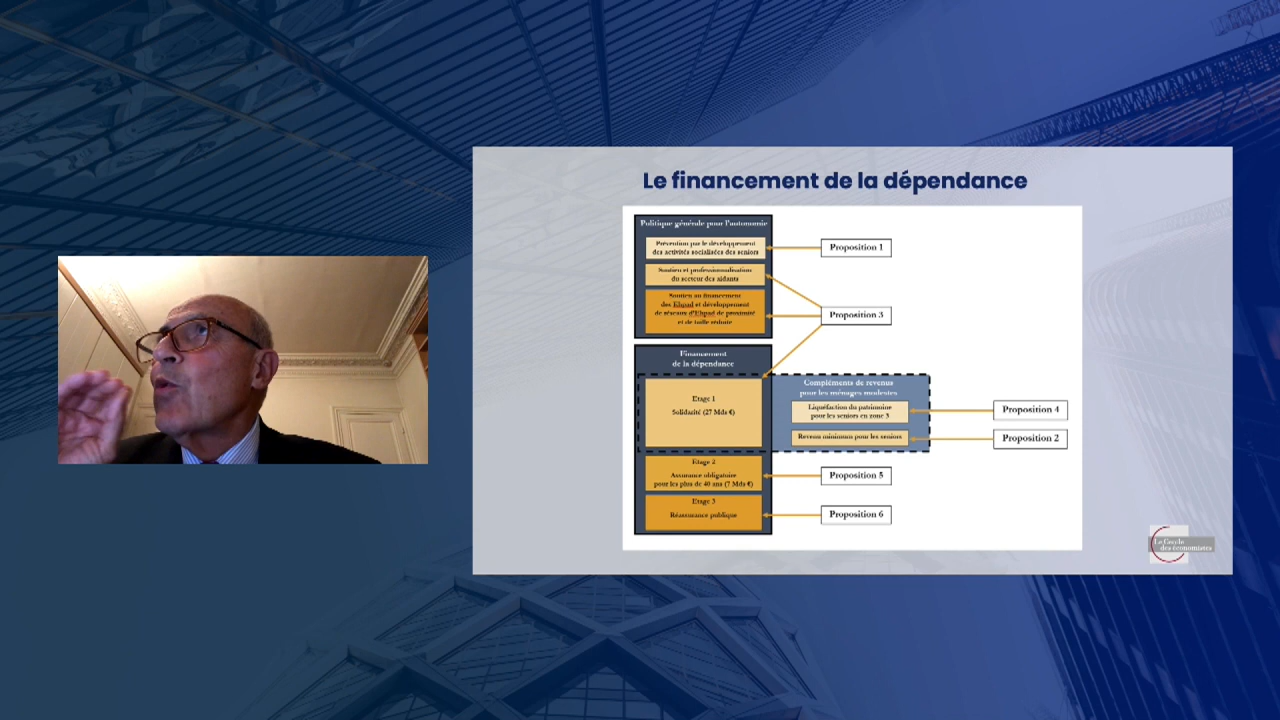 Le financement de la dépendance
Politique générale pour l'autonomie
Prévention par le développement
des activités socialisées des seniors
Proposition 1
Soutien et professionnalisation
du secteur des aidants
Soutien au financement
des Ehpad et développement
de réseaux d'Ehpad de proximité
et de taille réduite
Proposition 3
Financement
de la dépendance
Etage 1
Solidarité (27 Mds €)
Compléments de revenus
pour les ménages modestes
Liquéfaction du patrimoine
pour les seniors en zone 3
Proposition 4
Revenu minimum pour les seniors
Proposition 2
Etage 2
Assurance obligatoire
pour les plus de 40 ans (7 Mds €)
Proposition 5
Etage 3
Réassurance publique
Proposition 6
Le Cercle
des économistes